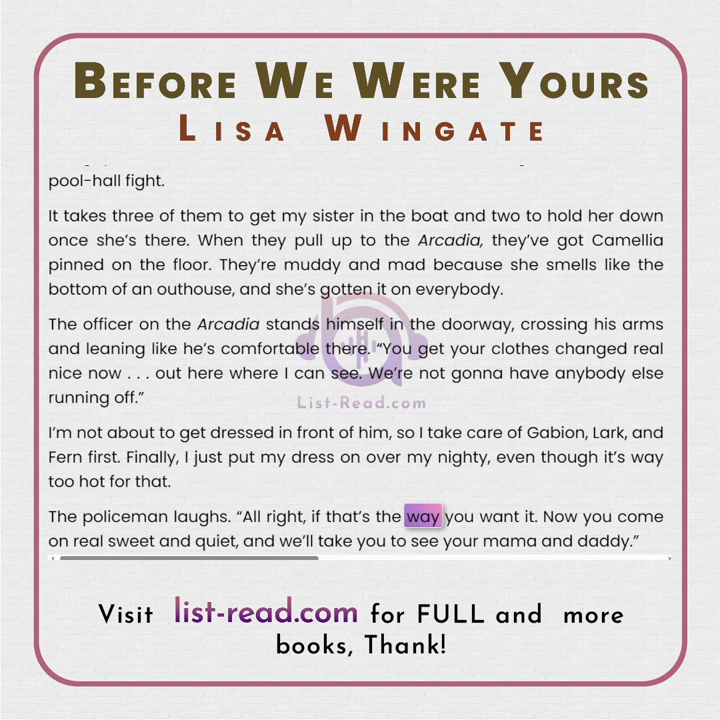 BEFORE WE WERE YOURS
LISA WINGATE
pool-hall fight.
It takes three of them to get my sister in the boat and two to hold her down
once she’s there. When they pull up to the Arcadia, they’ve got Camellia
pinned on the floor. They’re muddy and mad because she smells like the
bottom of an outhouse, and she’s gotten it on everybody.
The officer on the Arcadia stands himself in the doorway, crossing his arms
and leaning like he’s comfortable there. “You get your clothes changed real
nice now . . . out here where I can see. We’re not gonna have anybody else
running off.”
List-Read.com
I’m not about to get dressed in front of him, so I take care of Gabion, Lark, and
Fern first. Finally, I just put my dress on over my nighty, even though it’s way
too hot for that.
The policeman laughs. “All right, if that’s the way you want it. Now you come
on real sweet and quiet, and we’ll take you to see your mama and daddy.”
Visit list-read.com for FULL and more
books, Thank!